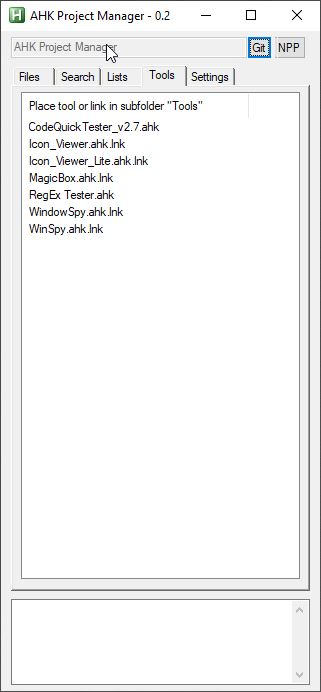 AHK Project Manager - 0.2
AHK Project Manager Git NPP
Files Search Lists Tools Settings
Place tool or link in subfolder "Tools"
CodeQuickTester_v2.7.ahk
Icon_Viewer.ahk.lnk
Icon_Viewer_Lite.ahk.lnk
MagicBox.ahk.lnk
RegEx Tester.ahk
WindowSpy.ahk.lnk
WinSpy.ahk.lnk